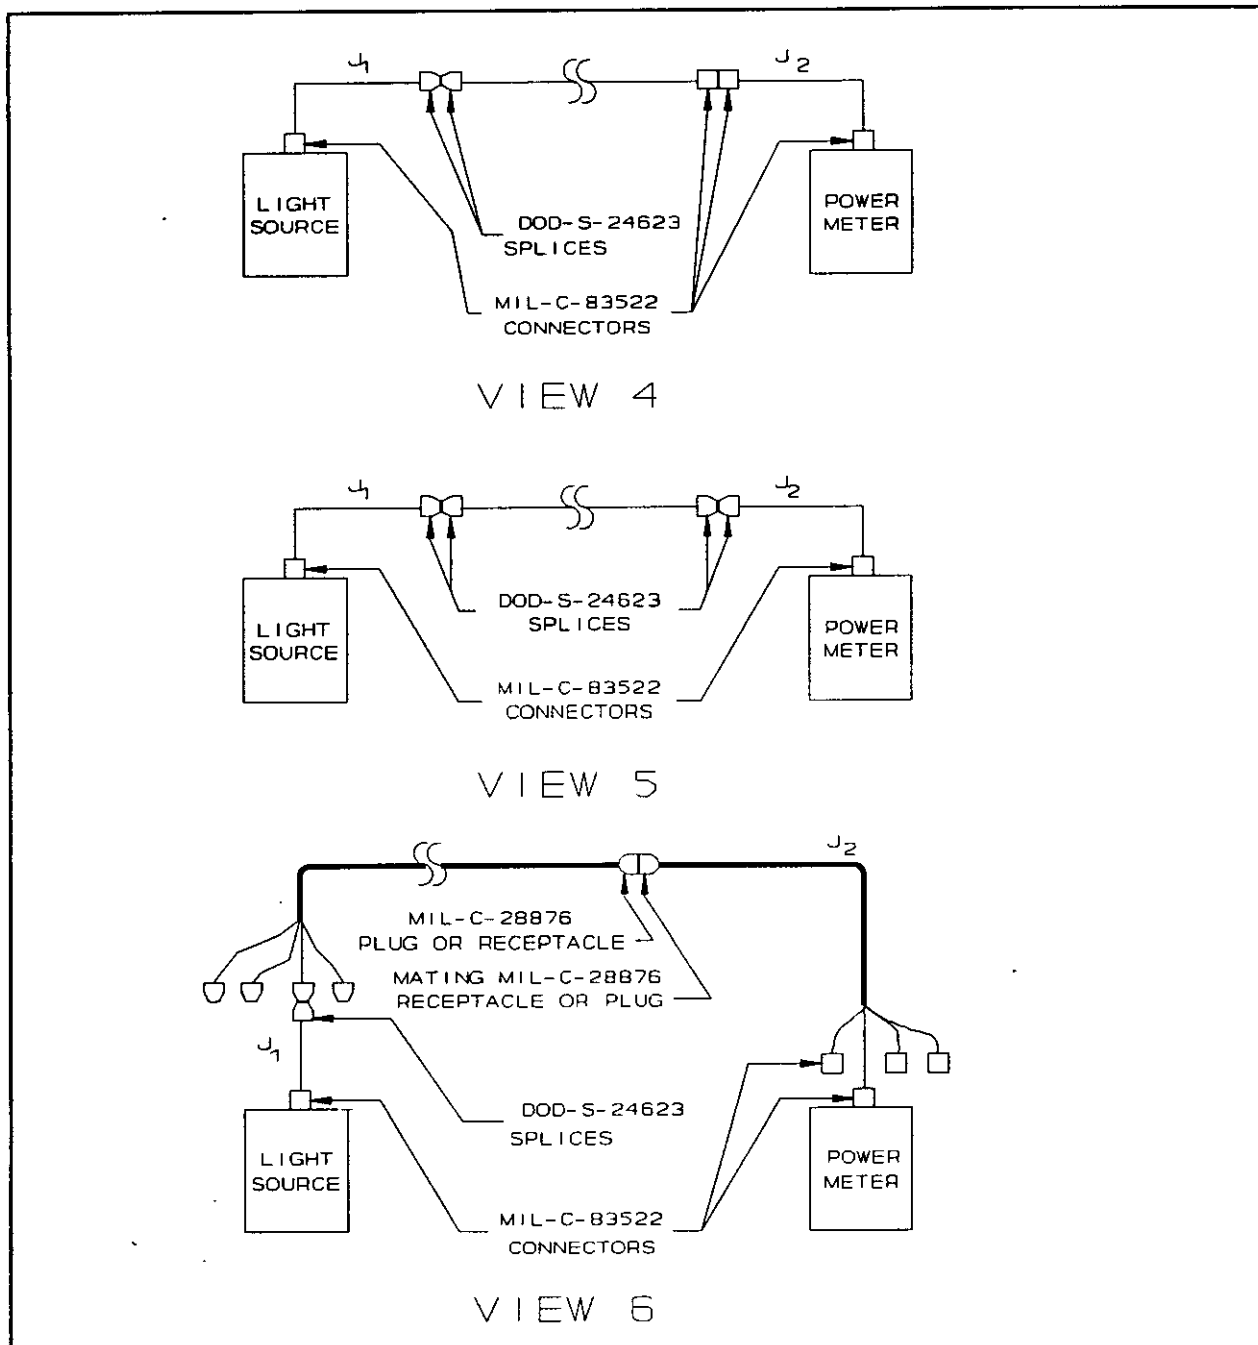 J1
J2
LIGHT
SOURCE
POWER
METER
DOD-S-24623
SPLICES
MIL-C-83522
CONNECTORS
VIEW 4
J1
J2
LIGHT
SOURCE
POWER
METER
DOD-S-24623
SPLICES
MIL-C-83522
CONNECTORS
VIEW 5
J2
MIL-C-28876
PLUG OR RECEPTACLE
MATING MIL-C-28876
RECEPTACLE OR PLUG
J1
DOD-S-24623
SPLICES
LIGHT
SOURCE
POWER
METER
MIL-C-83522
CONNECTORS
VIEW 6